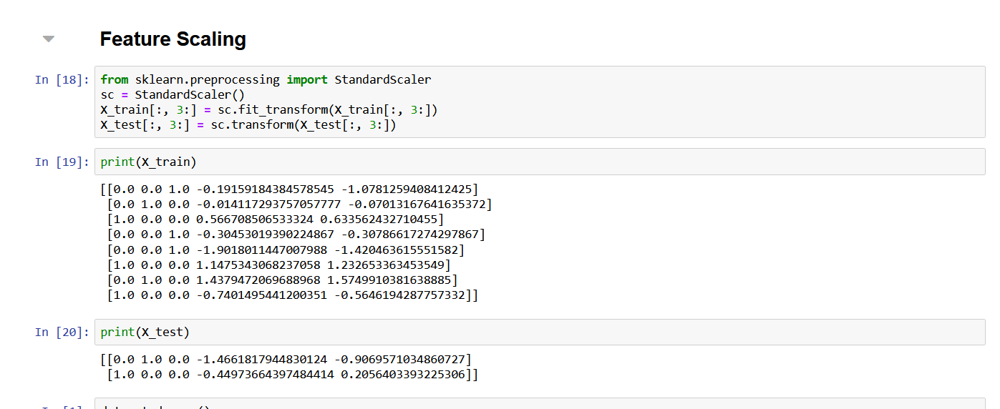 Feature Scaling
In [18]: from sklearn.preprocessing import StandardScaler
sc = StandardScaler()
X_train[:, 3:] = sc.fit_transform(X_train[:, 3:])
X_test[:, 3:] = sc.transform(X_test[:, 3:])
In [19]: print(X_train)
[[0.0 0.0 1.0 -0.19159184384578545 -1.0781259408412425]
[0.0 1.0 0.0 -0.014117293757057777 -0.07013167641635372]
[1.0 0.0 0.0 0.566708506533324 0.633562432710455]
[0.0 0.0 1.0 -0.30453019390224867 -0.30786617274297867]
[0.0 0.0 1.0 -1.9018011447007988 -1.420463615551582]
[1.0 0.0 0.0 1.1475343068237058 1.232653363453549]
[0.0 1.0 0.0 1.4379472069688968 1.5749910381638885]
[1.0 0.0 0.0 -0.7401495441200351 -0.5646194287757332]]
In [20]: print(X_test)
[[0.0 1.0 0.0 -1.4661817944830124 -0.9069571034860727]
[1.0 0.0 0.0 -0.44973664397484414 0.2056403393225306]]